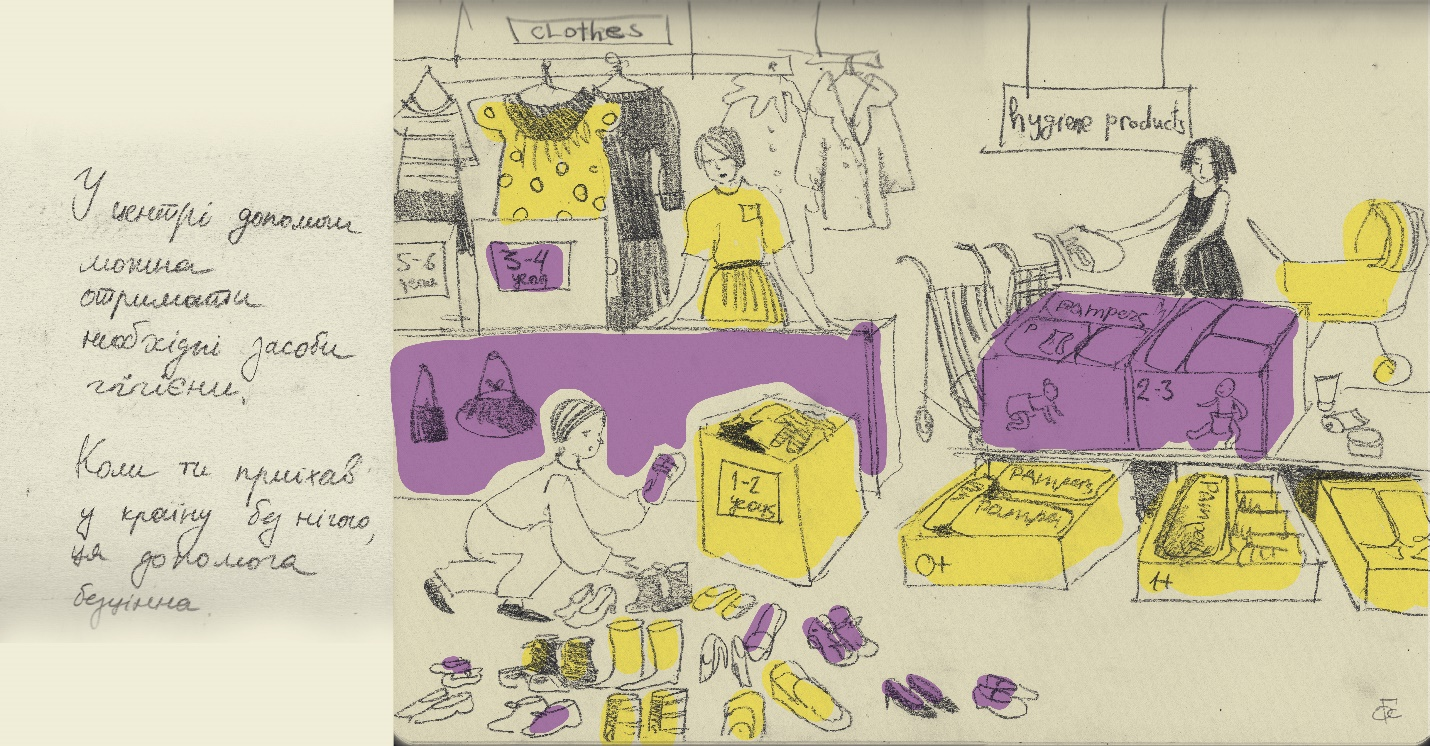 У центрі допомоги
можна
отримати
необхідні засоби
гігієни.
Коли ти приїхав
у країну без нічого,
ця допомога
безцінна.
clothes
hygiene products
5-6
years
3-4
years
1-2
years
pampers
P
2-3
pampers
pampe
0+
Pampers
1+